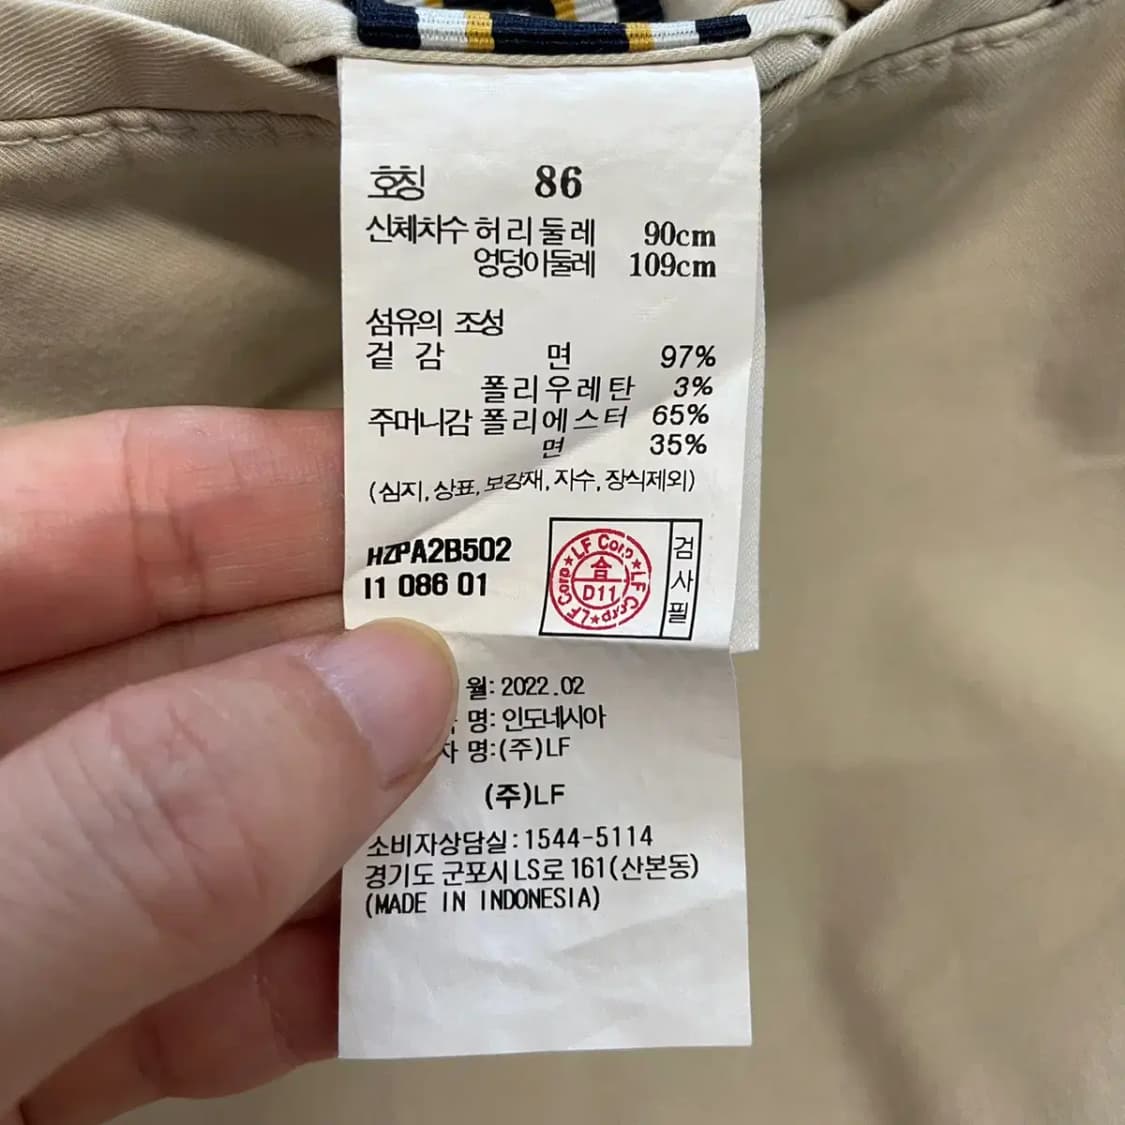 호칭 86
신체치수 허리둘레 90cm
엉덩이둘레 109cm
섬유의 조성
겉감 면 97%
폴리우레탄 3%
주머니감 폴리에스터 65%
면 35%
(심지,상표,보강재,자수,장식제외)
HZPA2B502
I1 086 01
LF Corp★LF Corp★LF Corp★
合
D11
검사필
월: 2022.02
명: 인도네시아
자 명:(주)LF
(주)LF
소비자상담실:1544-5114
경기도 군포시 LS로 161(산본동)
(MADE IN INDONESIA)